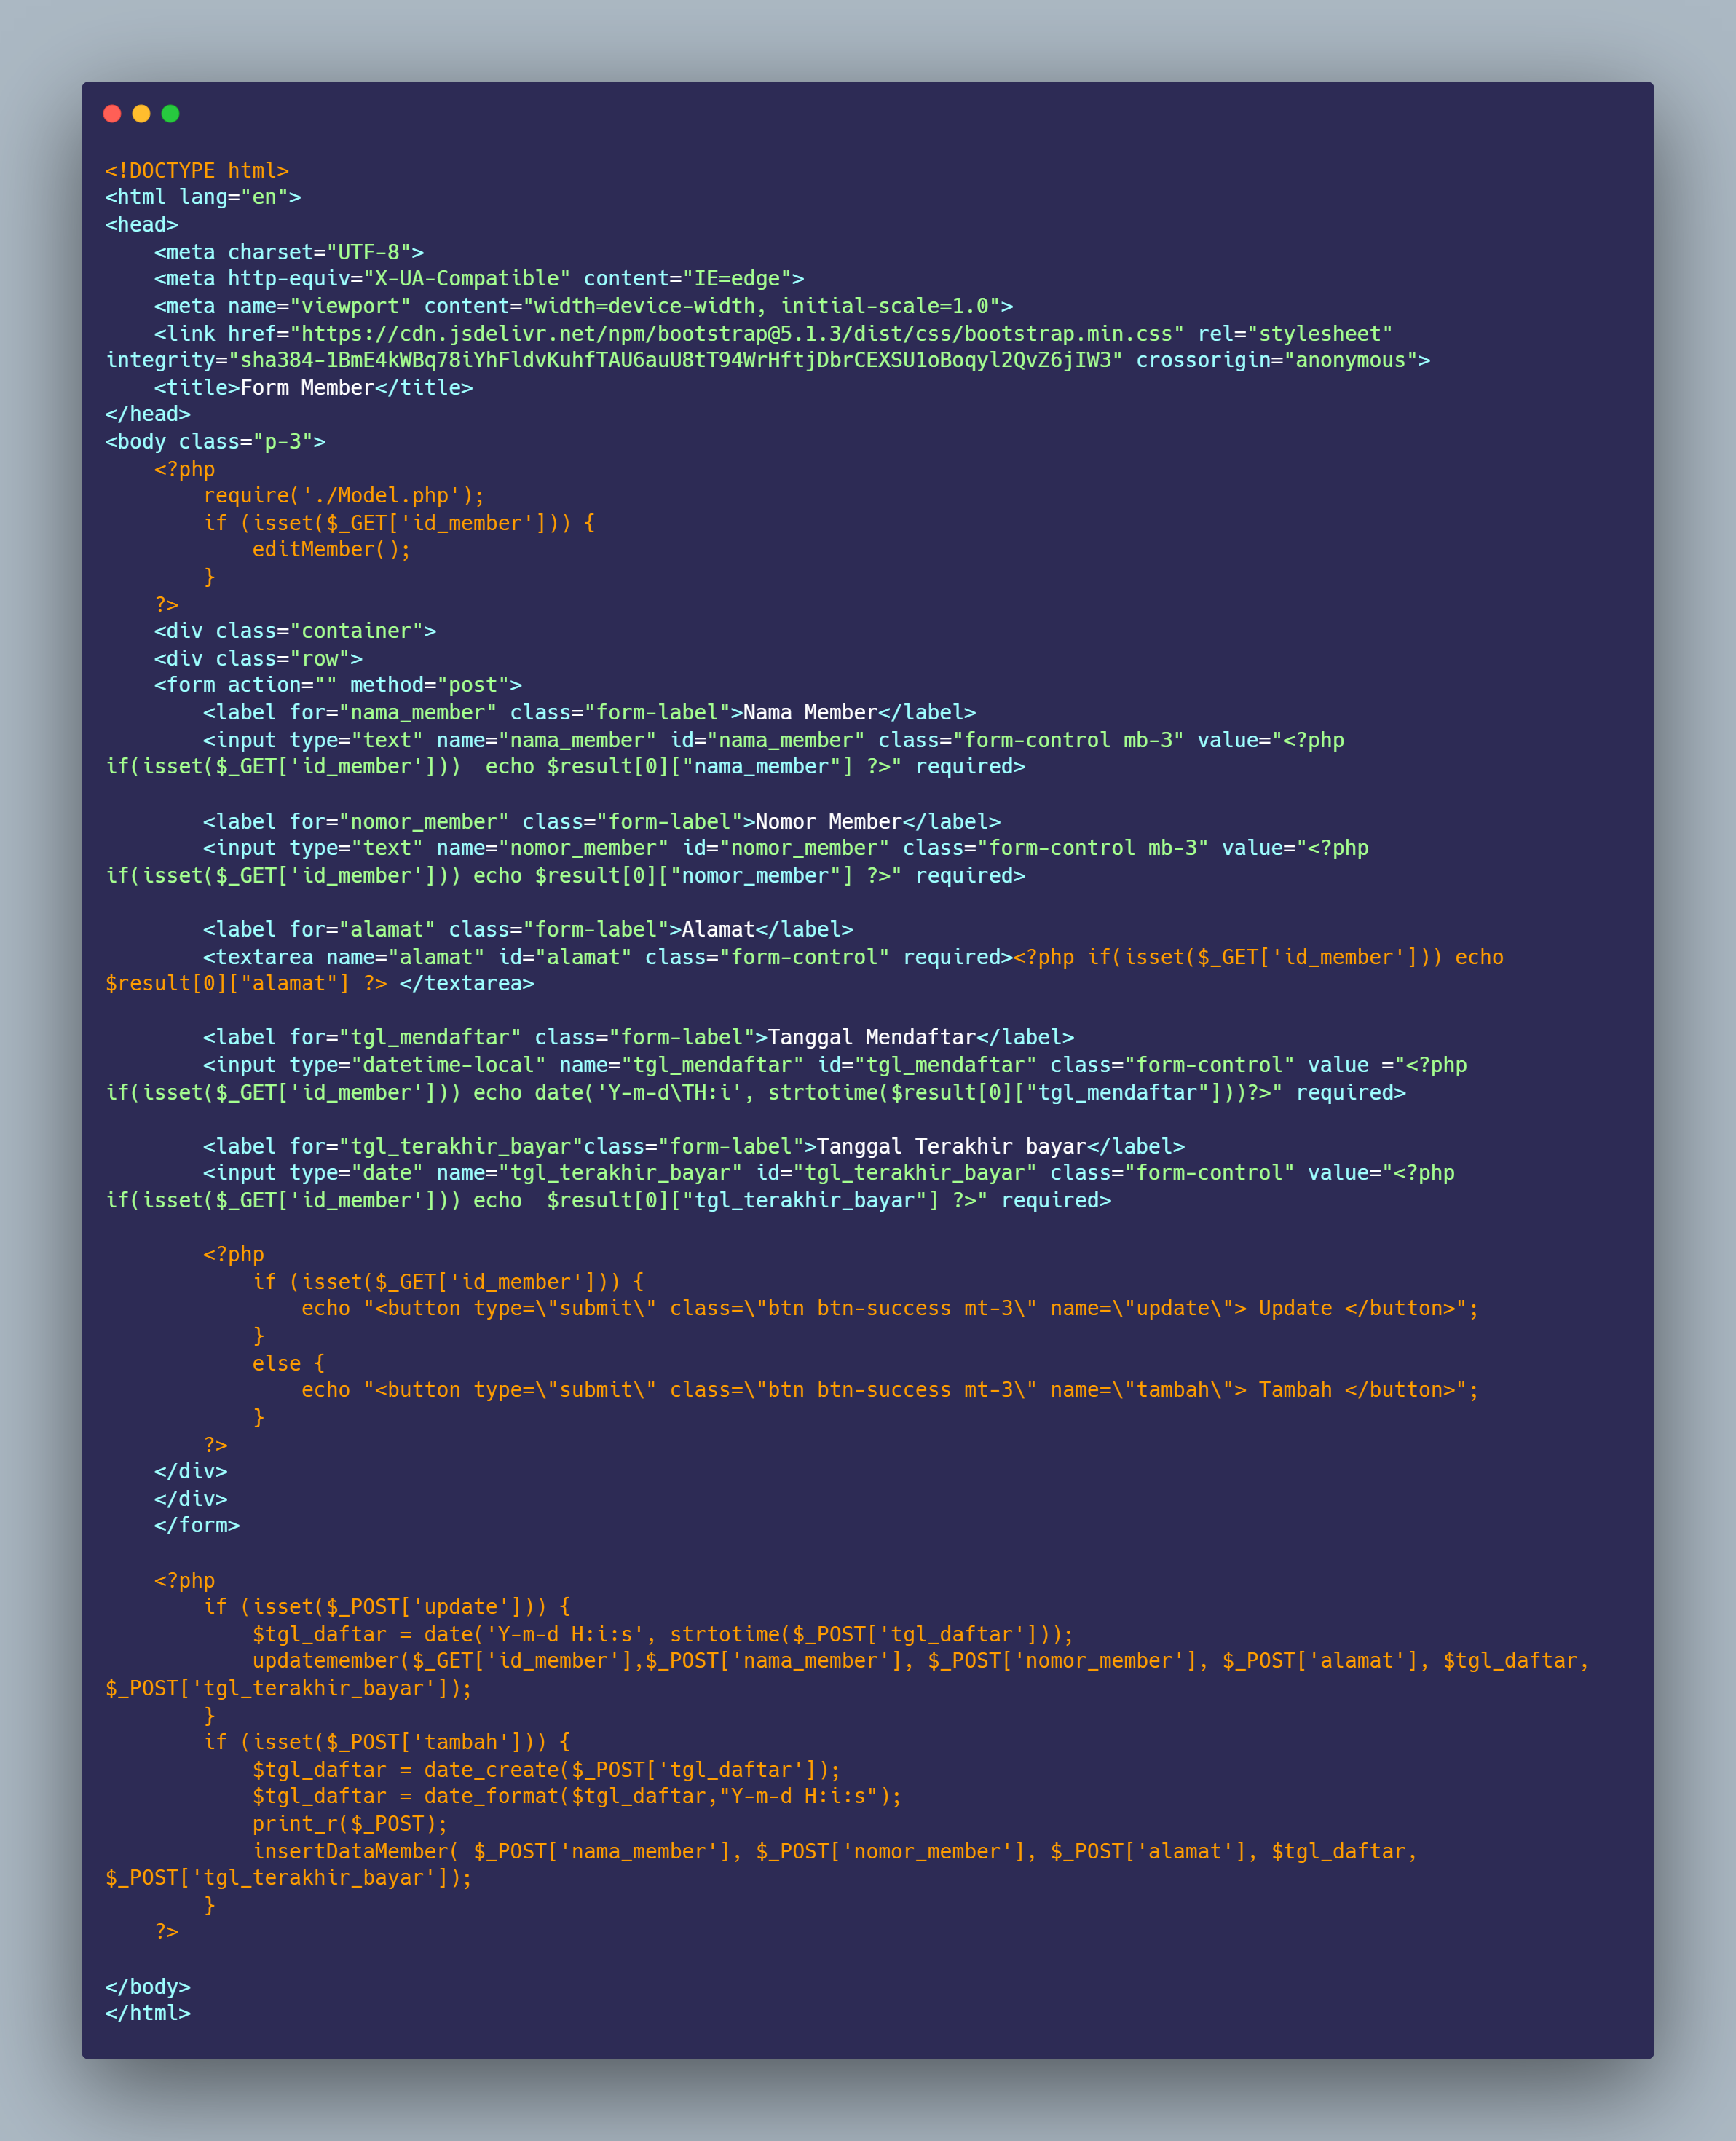 <!DOCTYPE html>
<html lang="en">
<head>
    <meta charset="UTF-8">
    <meta http-equiv="X-UA-Compatible" content="IE=edge">
    <meta name="viewport" content="width=device-width, initial-scale=1.0">
    <link href="https://cdn.jsdelivr.net/npm/bootstrap@5.1.3/dist/css/bootstrap.min.css" rel="stylesheet"
integrity="sha384-1BmE4kWBq78iYhFldvKuhfTAU6auU8tT94WrHftjDbrCEXSU1oBoqyl2QvZ6jIW3" crossorigin="anonymous">
    <title>Form Member</title>
</head>
<body class="p-3">
    <?php
        require('./Model.php');
        if (isset($_GET['id_member'])) {
            editMember();
        }
    ?>
    <div class="container">
    <div class="row">
    <form action="" method="post">
        <label for="nama_member" class="form-label">Nama Member</label>
        <input type="text" name="nama_member" id="nama_member" class="form-control mb-3" value="<?php
if(isset($_GET['id_member']))  echo $result[0]["nama_member"] ?>" required>

        <label for="nomor_member" class="form-label">Nomor Member</label>
        <input type="text" name="nomor_member" id="nomor_member" class="form-control mb-3" value="<?php
if(isset($_GET['id_member'])) echo $result[0]["nomor_member"] ?>" required>

        <label for="alamat" class="form-label">Alamat</label>
        <textarea name="alamat" id="alamat" class="form-control" required><?php if(isset($_GET['id_member'])) echo
$result[0]["alamat"] ?> </textarea>

        <label for="tgl_mendaftar" class="form-label">Tanggal Mendaftar</label>
        <input type="datetime-local" name="tgl_mendaftar" id="tgl_mendaftar" class="form-control" value ="<?php
if(isset($_GET['id_member'])) echo date('Y-m-d\TH:i', strtotime($result[0]["tgl_mendaftar"]))?>" required>

        <label for="tgl_terakhir_bayar"class="form-label">Tanggal Terakhir bayar</label>
        <input type="date" name="tgl_terakhir_bayar" id="tgl_terakhir_bayar" class="form-control" value="<?php
if(isset($_GET['id_member'])) echo  $result[0]["tgl_terakhir_bayar"] ?>" required>

        <?php
            if (isset($_GET['id_member'])) {
                echo "<button type=\"submit\" class=\"btn btn-success mt-3\" name=\"update\"> Update </button>";
            }
            else {
                echo "<button type=\"submit\" class=\"btn btn-success mt-3\" name=\"tambah\"> Tambah </button>";
            }
        ?>
    </div>
    </div>
    </form>

    <?php
        if (isset($_POST['update'])) {
            $tgl_daftar = date('Y-m-d H:i:s', strtotime($_POST['tgl_daftar']));
            updatemember($_GET['id_member'],$_POST['nama_member'], $_POST['nomor_member'], $_POST['alamat'], $tgl_daftar,
$_POST['tgl_terakhir_bayar']);
        }
        if (isset($_POST['tambah'])) {
            $tgl_daftar = date_create($_POST['tgl_daftar']);
            $tgl_daftar = date_format($tgl_daftar,"Y-m-d H:i:s");
            print_r($_POST);
            insertDataMember( $_POST['nama_member'], $_POST['nomor_member'], $_POST['alamat'], $tgl_daftar,
$_POST['tgl_terakhir_bayar']);
        }
    ?>

</body>
</html>